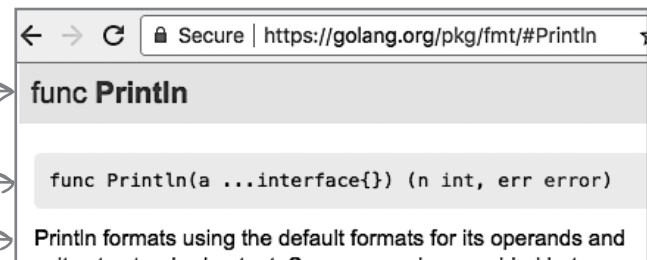 Secure | https://golang.org/pkg/fmt/#Println
func Println
func Println(a ...interface{}) (n int, err error)
Println formats using the default formats for its operands and